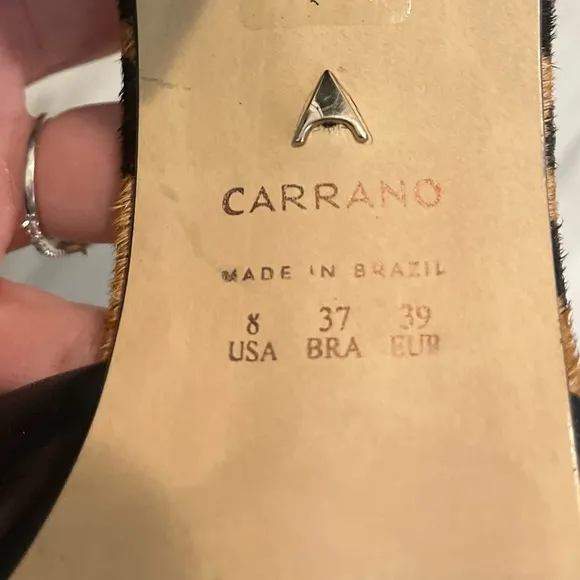 CARRANO
MADE IN BRAZIL
8 37 39
USA BRA EUR